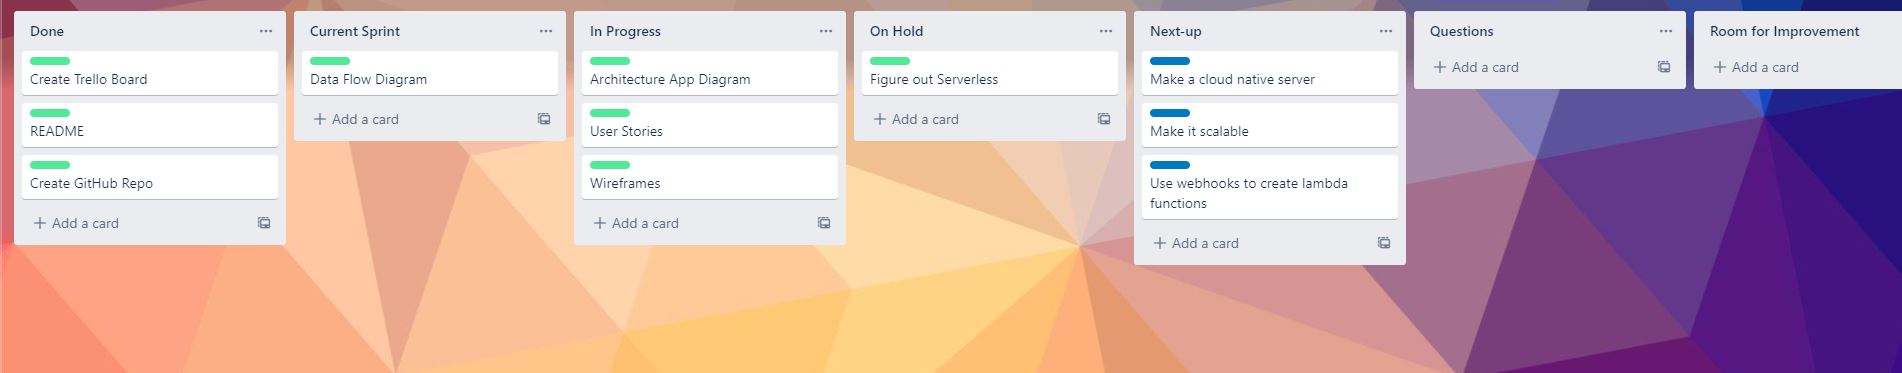 Done
Create Trello Board
README
Create GitHub Repo
+ Add a card
Current Sprint
Data Flow Diagram
+ Add a card
In Progress
Architecture App Diagram
User Stories
Wireframes
+ Add a card
On Hold
Figure out Serverless
+ Add a card
Next-up
Make a cloud native server
Make it scalable
Use webhooks to create lambda
functions
+ Add a card
Questions
+ Add a card
Room for Improvement
+ Add a card